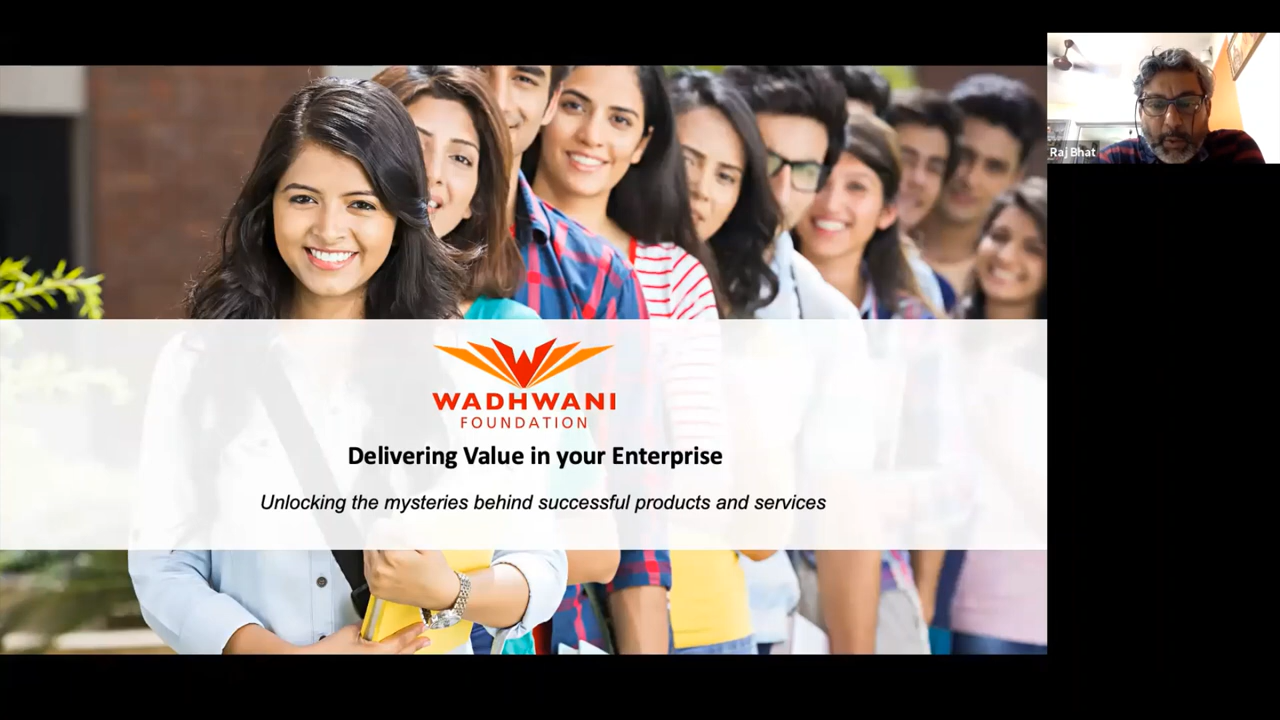 WADHWANI
FOUNDATION
Delivering Value in your Enterprise
Unlocking the mysteries behind successful products and services
Raj Bhat